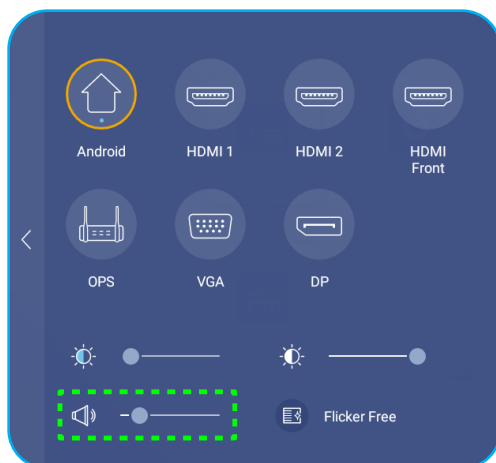 Android
HDMI 1
HDMI 2
HDMI
Front
OPS
VGA
DP
Flicker Free